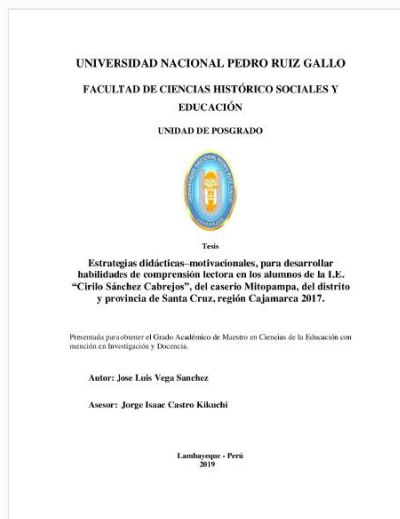 UNIVERSIDAD NACIONAL PEDRO RUIZ GALLO
FACULTAD DE CIENCIAS HISTÓRICO SOCIALES Y
EDUCACIÓN
UNIDAD DE POSGRADO
Tesis
Estrategias didácticas–motivacionales, para desarrollar
habilidades de comprensión lectora en los alumnos de la I.E.
“Cirilo Sánchez Cabrejos”, del caserio Mitopampa, del distrito
y provincia de Santa Cruz, región Cajamarca 2017.
Presentada para obtener el Grado Académico de Maestro en Ciencias de la Educación con
mención en Investigación y Docencia.
Autor: Jose Luis Vega Sanchez
Asesor: Jorge Isaac Castro Kikuchi
Lambayeque - Perú
2019